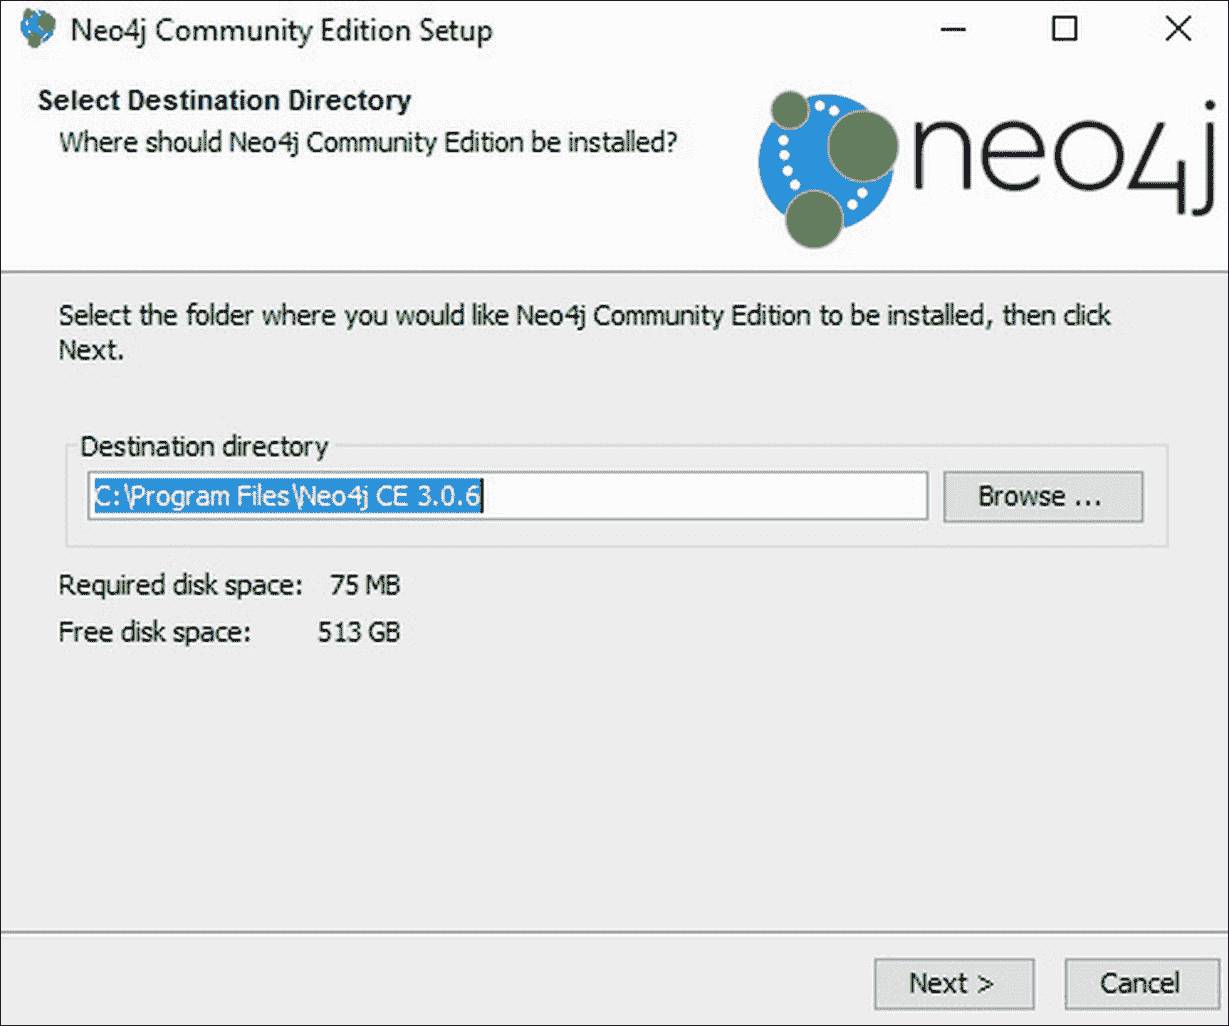 Neo4j Community Edition Setup
Select Destination Directory
Where should Neo4j Community Edition be installed?
neo4j
Select the folder where you would like Neo4j Community Edition to be installed, then click
Next.
Destination directory
C:\Program Files\Neo4j CE 3.0.6
Browse ...
Required disk space: 75 MB
Free disk space: 513 GB
Next >
Cancel